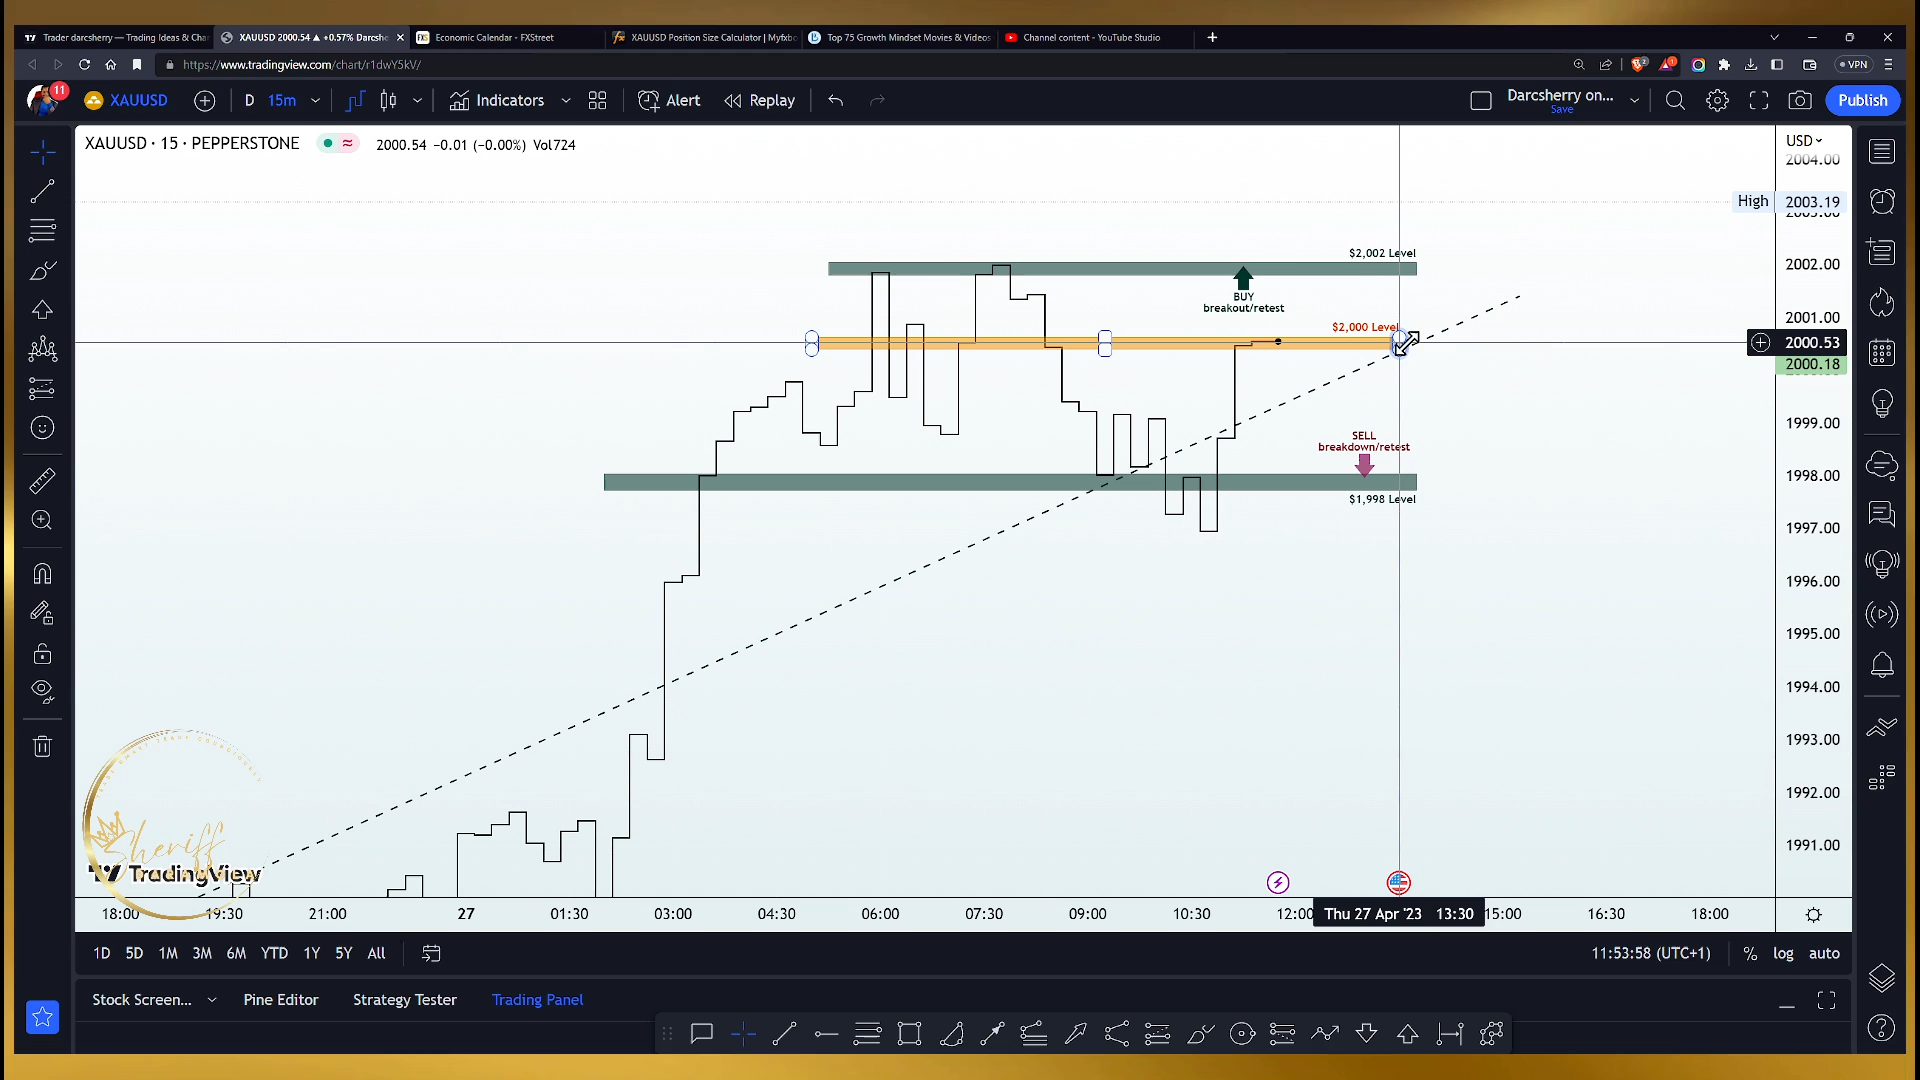 Trader darcsherry — Trading Ideas & Cha
XAUUSD 2000.54 ▲ +0.57% Darcshe
Economic Calendar - FXStreet
XAUUSD Position Size Calculator | Myfxbo
Top 75 Growth Mindset Movies & Videos
Channel content - YouTube Studio
https://www.tradingview.com/chart/r1dwY5kV/
VPN
11
XAUUSD
D
15m
Indicators
Alert
Replay
Darcsherry on...
Save
Publish
XAUUSD · 15 · PEPPERSTONE
2000.54 −0.01 (−0.00%) Vol724
USD
2004.00
High 2003.19
2003.00
$2,002 Level
2002.00
BUY
breakout/retest
2001.00
$2,000 Level
2000.53
2000.18
1999.00
SELL
breakdown/retest
1998.00
$1,998 Level
1997.00
1996.00
1995.00
1994.00
1993.00
1992.00
1991.00
Sheriff
TradingView
18:00 19:30 21:00 27 01:30 03:00 04:30 06:00 07:30 09:00 10:30 12:00 Thu 27 Apr '23 13:30 15:00 16:30 18:00
1D 5D 1M 3M 6M YTD 1Y 5Y All
11:53:58 (UTC+1) % log auto
Stock Screen... Pine Editor Strategy Tester Trading Panel